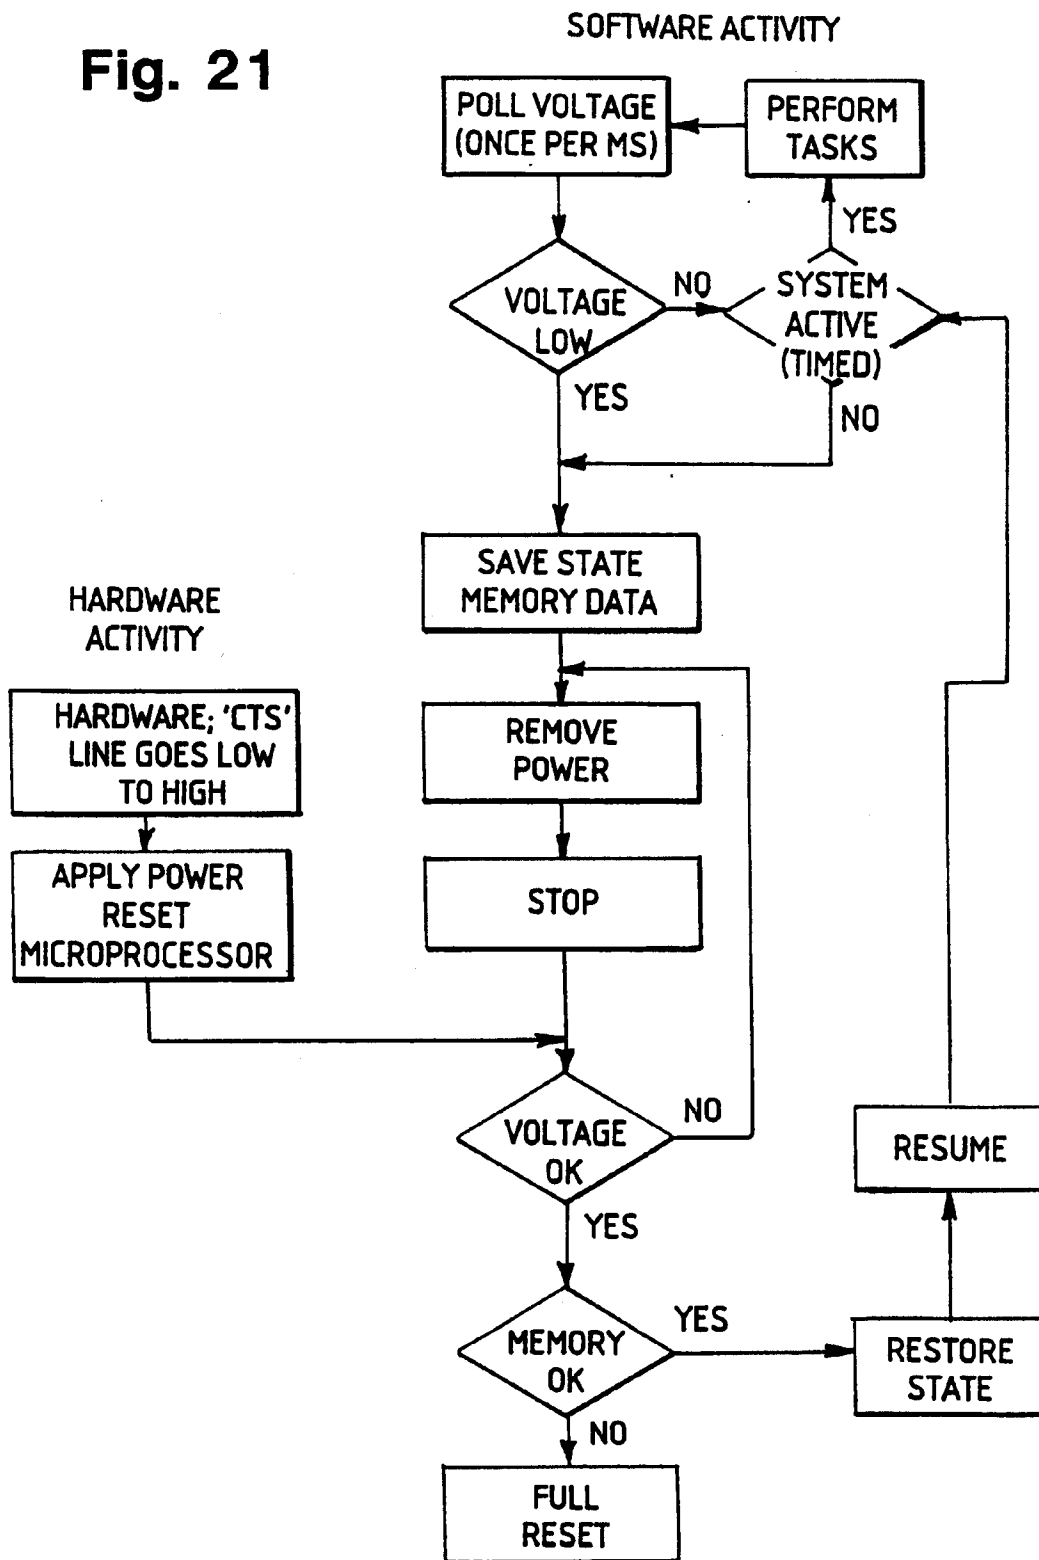 Fig. 21
SOFTWARE ACTIVITY
POLL VOLTAGE
(ONCE PER MS)
PERFORM
TASKS
YES
VOLTAGE
LOW
NO
SYSTEM
ACTIVE
(TIMED)
YES
NO
SAVE STATE
MEMORY DATA
HARDWARE
ACTIVITY
HARDWARE; 'CTS'
LINE GOES LOW
TO HIGH
REMOVE
POWER
APPLY POWER
RESET
MICROPROCESSOR
STOP
VOLTAGE
OK
NO
RESUME
YES
MEMORY
OK
YES
RESTORE
STATE
NO
FULL
RESET